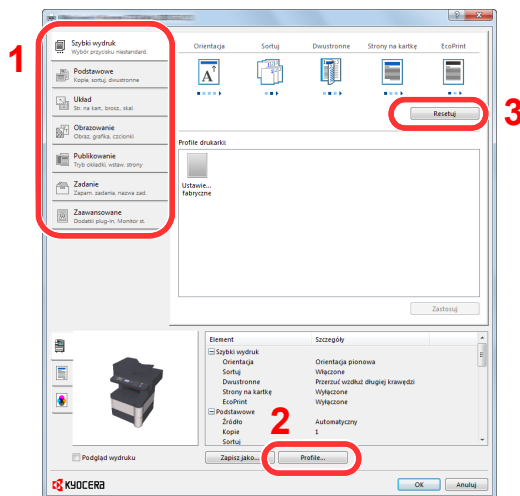 1
Szybki wydruk
Wybór przycisku niestandard.
Podstawowe
Kopie, sortuj, dwustronne
Układ
Str. na kart., brosz., skal.
Obrazowanie
Obraz, grafika, czcionki
Publikowanie
Tryb okładki, wstaw. strony
Zadanie
Zapam. zadania, nazwa zad.
Zaawansowane
Dodatki plug-in, Monitor st.
Orientacja Sortuj Dwustronne Strony na kartkę EcoPrint
A
Resetuj
3
Profile drukarki:
Ustawie...
fabryczne
Zastosuj
Element Szczegóły
Szybki wydruk
Orientacja Orientacja pionowa
Sortuj Włączone
Dwustronne Przerzuć wzdłuż długiej krawędzi
Strony na kartkę Wyłączone
EcoPrint Wyłączone
Podstawowe
Źródło Automatyczny
Kopie 1
Sortuj
2
Podgląd wydruku
Zapisz jako... Profile...
KYOCERA
OK Anuluj